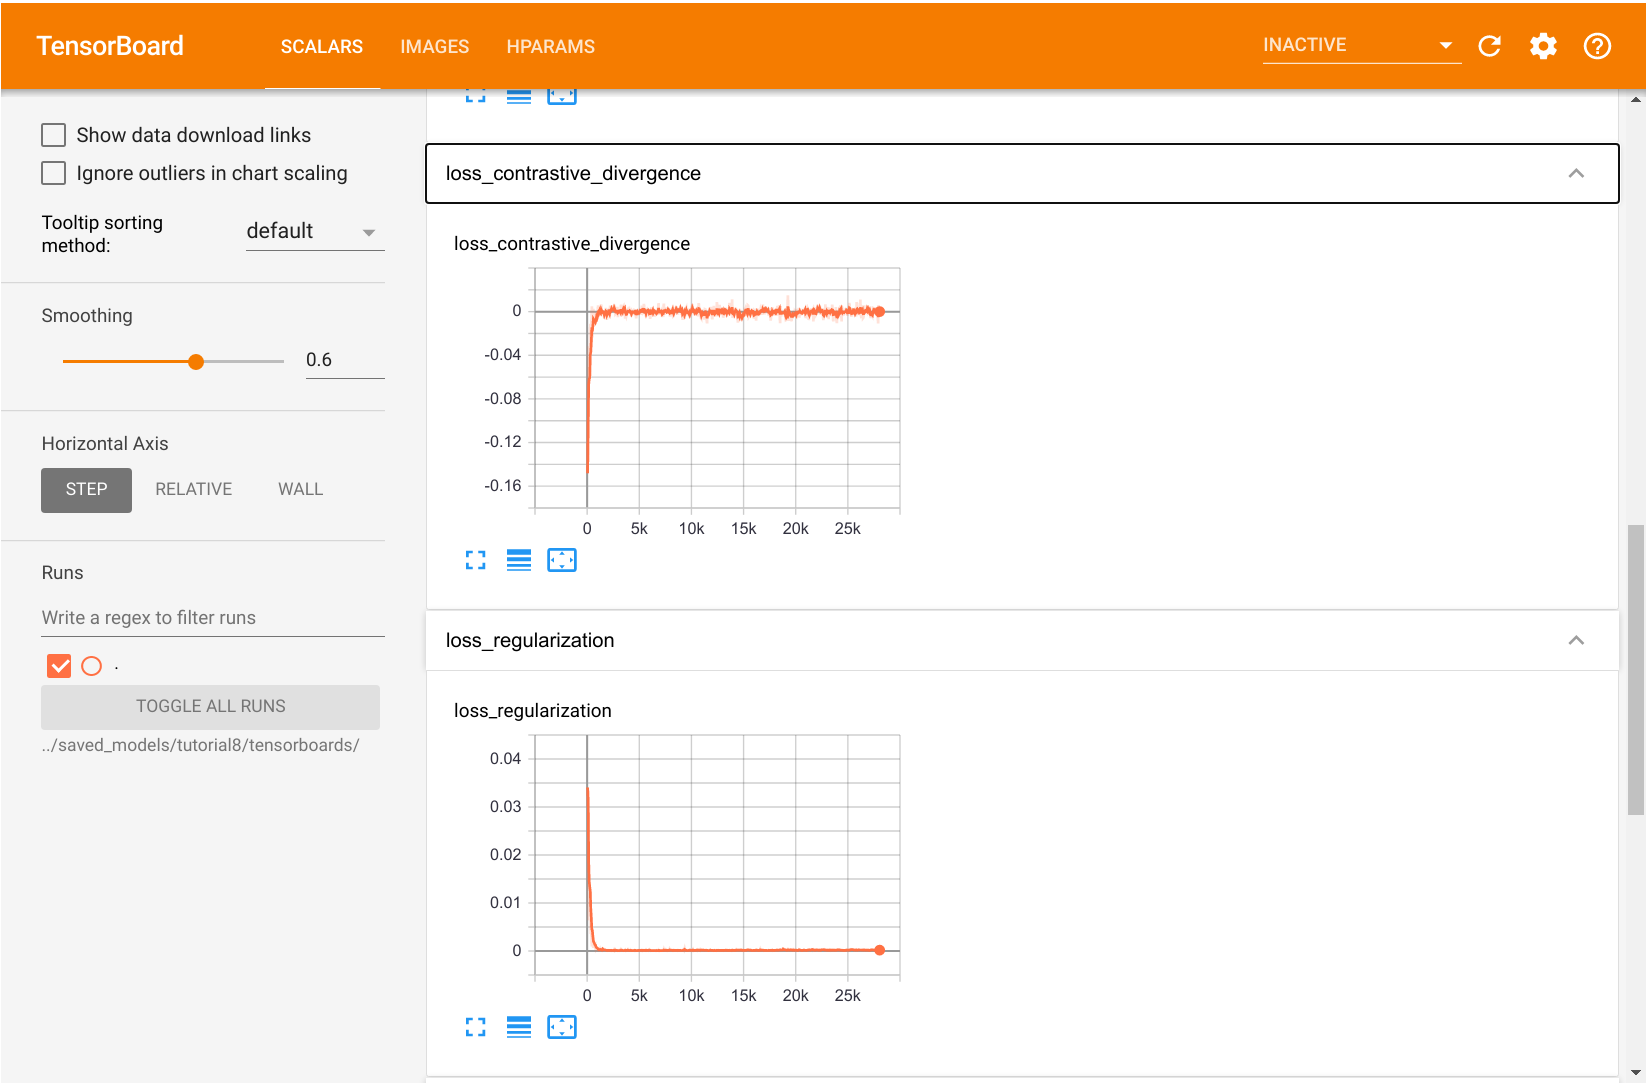 TensorBoard
SCALARS
IMAGES
HPARAMS
INACTIVE
Show data download links
Ignore outliers in chart scaling
Tooltip sorting
method:
default
Smoothing
0.6
Horizontal Axis
STEP
RELATIVE
WALL
Runs
Write a regex to filter runs
.
TOGGLE ALL RUNS
../saved_models/tutorial8/tensorboards/
loss_contrastive_divergence
loss_contrastive_divergence
0
-0.04
-0.08
-0.12
-0.16
0 5k 10k 15k 20k 25k
loss_regularization
loss_regularization
0.04
0.03
0.02
0.01
0
0 5k 10k 15k 20k 25k